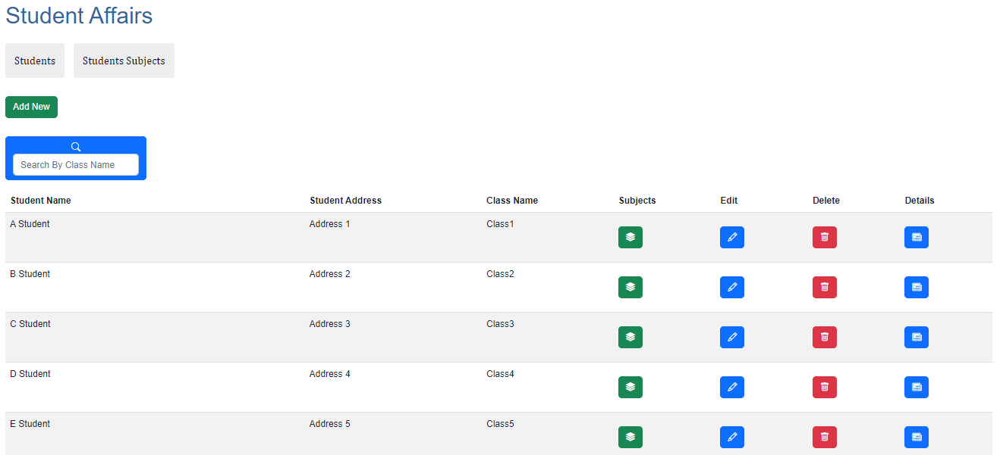 Student Affairs
Students Students Subjects
Add New
Search By Class Name
Student Name Student Address Class Name Subjects Edit Delete Details
A Student Address 1 Class1
B Student Address 2 Class2
C Student Address 3 Class3
D Student Address 4 Class4
E Student Address 5 Class5